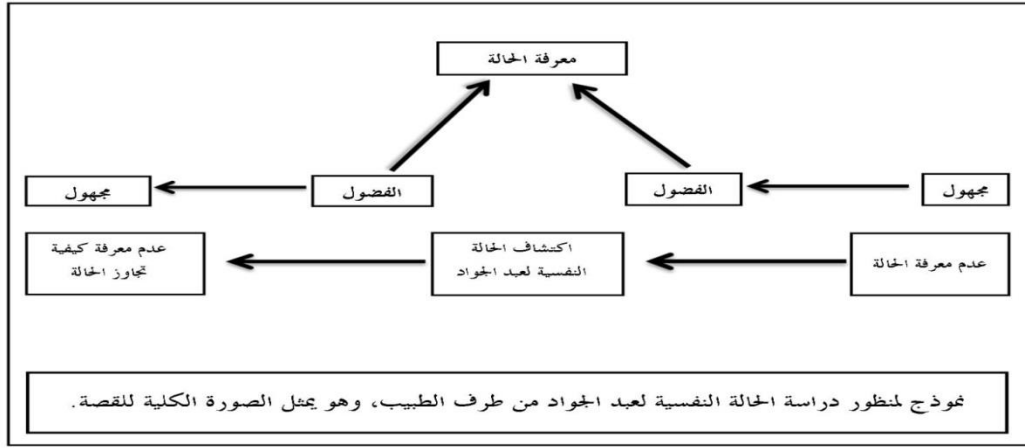 معرفة الحالة
مجهول
الفضول
الفضول
مجهول
عدم معرفة الحالة
اكتشاف الحالة
النفسية لعبد الجواد
عدم معرفة كيفية
تجاوز الحالة
نموذج لمنظور دراسة الحالة النفسية لعبد الجواد من طرف الطبيب، وهو يمثل الصورة الكلية للقصة.